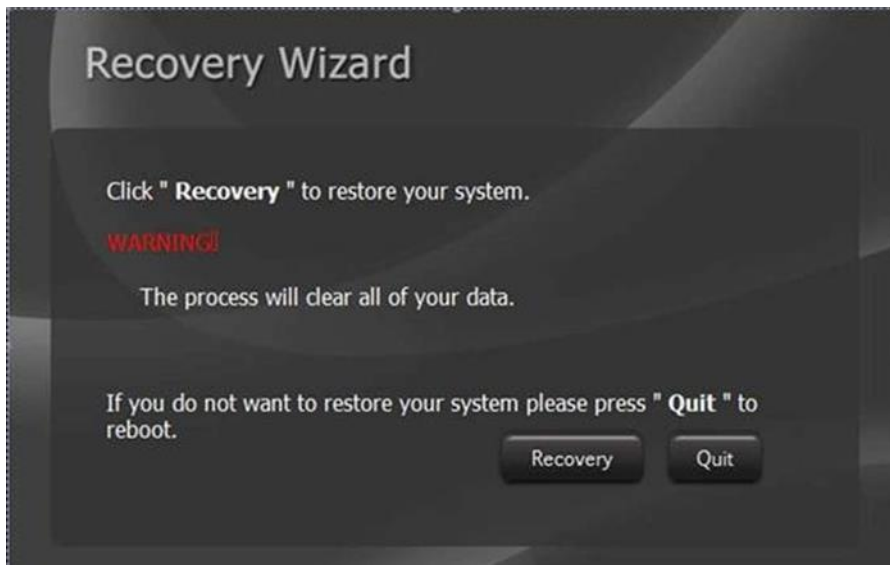 Recovery Wizard
Click " Recovery " to restore your system.
WARNING!
The process will clear all of your data.
If you do not want to restore your system please press " Quit " to
reboot.
Recovery
Quit